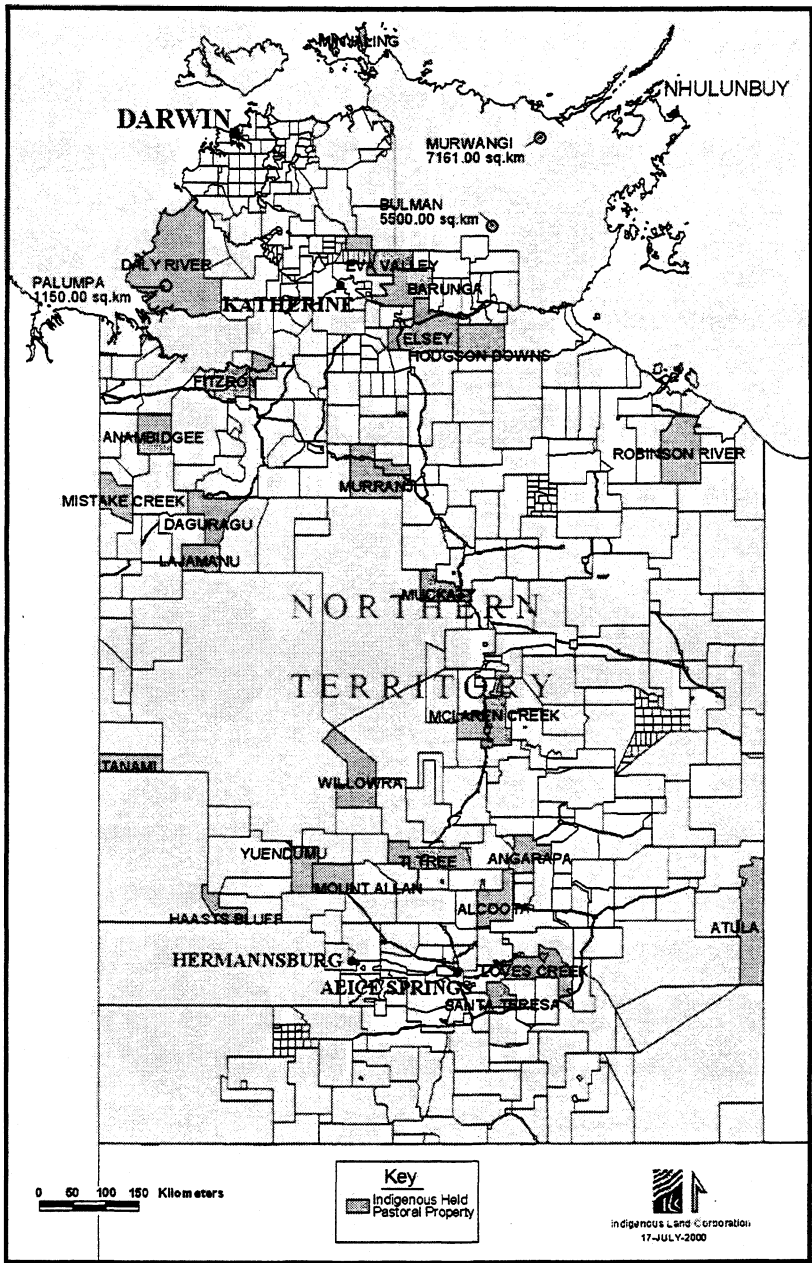 MINJALING
NHULUNBUY
DARWIN
MURWANGI
7161.00 sq.km
BULMAN
5500.00 sq.km
DALY RIVER
EVA VALLEY
PALUMPA
1150.00 sq.km
BARUNGA
KATHERINE
ELSEY
HODGSON DOWNS
FITZROY
ANAMBIDGEE
ROBINSON RIVER
MURRANJI
MISTAKE CREEK
DAGURAGU
LAJAMANU
MUCKATY
NORTHERN
TERRITORY
MCLAREN CREEK
TANAMI
WILLOWRA
YUENDUMU
TI TREE
ANGARAPA
MOUNT ALLAN
ALCOOTA
HAASTS BLUFF
ATULA
HERMANNSBURG
LOVES CREEK
ALICE SPRINGS
SANTA TERESA
Key
0 50 100 150 Kilometers
Indigenous Held
Pastoral Property
Indigenous Land Corporation
17-JULY-2000